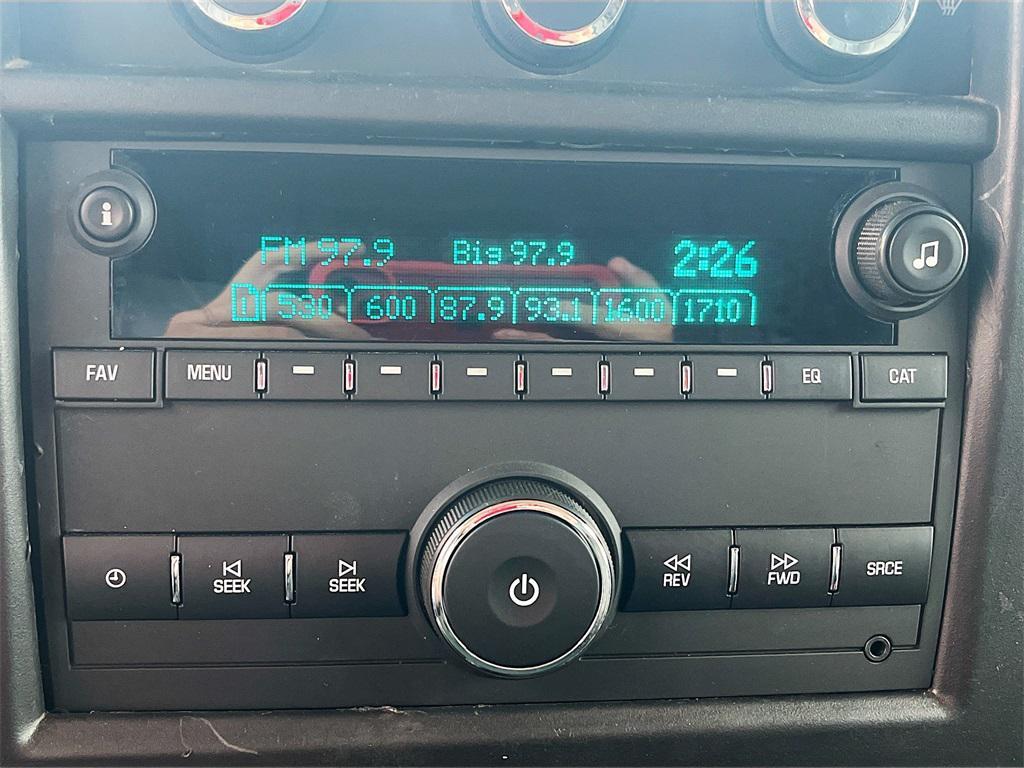 i
FM 97.9 Big 97.9 2:26
1 530 600 87.9 93.1 1600 1710
FAV MENU EQ CAT
SEEK SEEK REV FWD SRCE